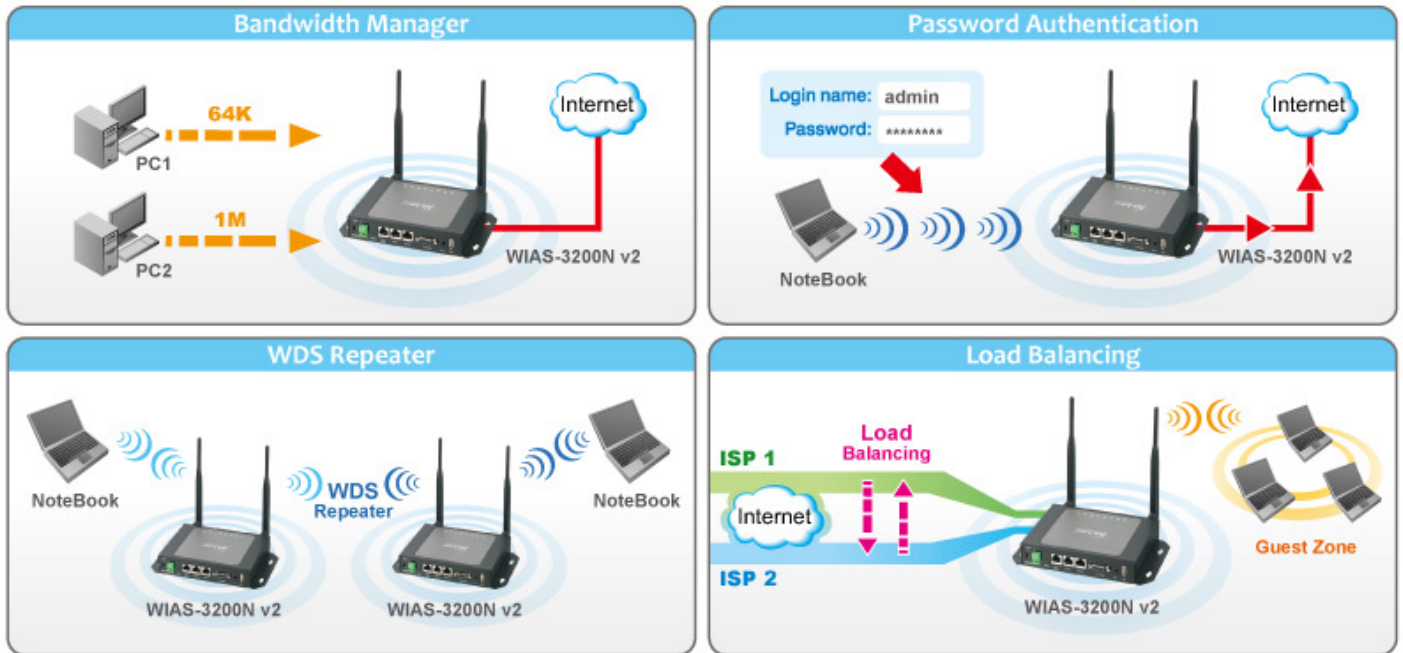 Bandwidth Manager
64K
PC1
1M
PC2
Internet
WIAS-3200N v2
Password Authentication
Login name: admin
Password: ********
NoteBook
Internet
WIAS-3200N v2
WDS Repeater
NoteBook
WDS
Repeater
NoteBook
WIAS-3200N v2
WIAS-3200N v2
Load Balancing
ISP 1
Load
Balancing
Internet
ISP 2
Guest Zone
WIAS-3200N v2